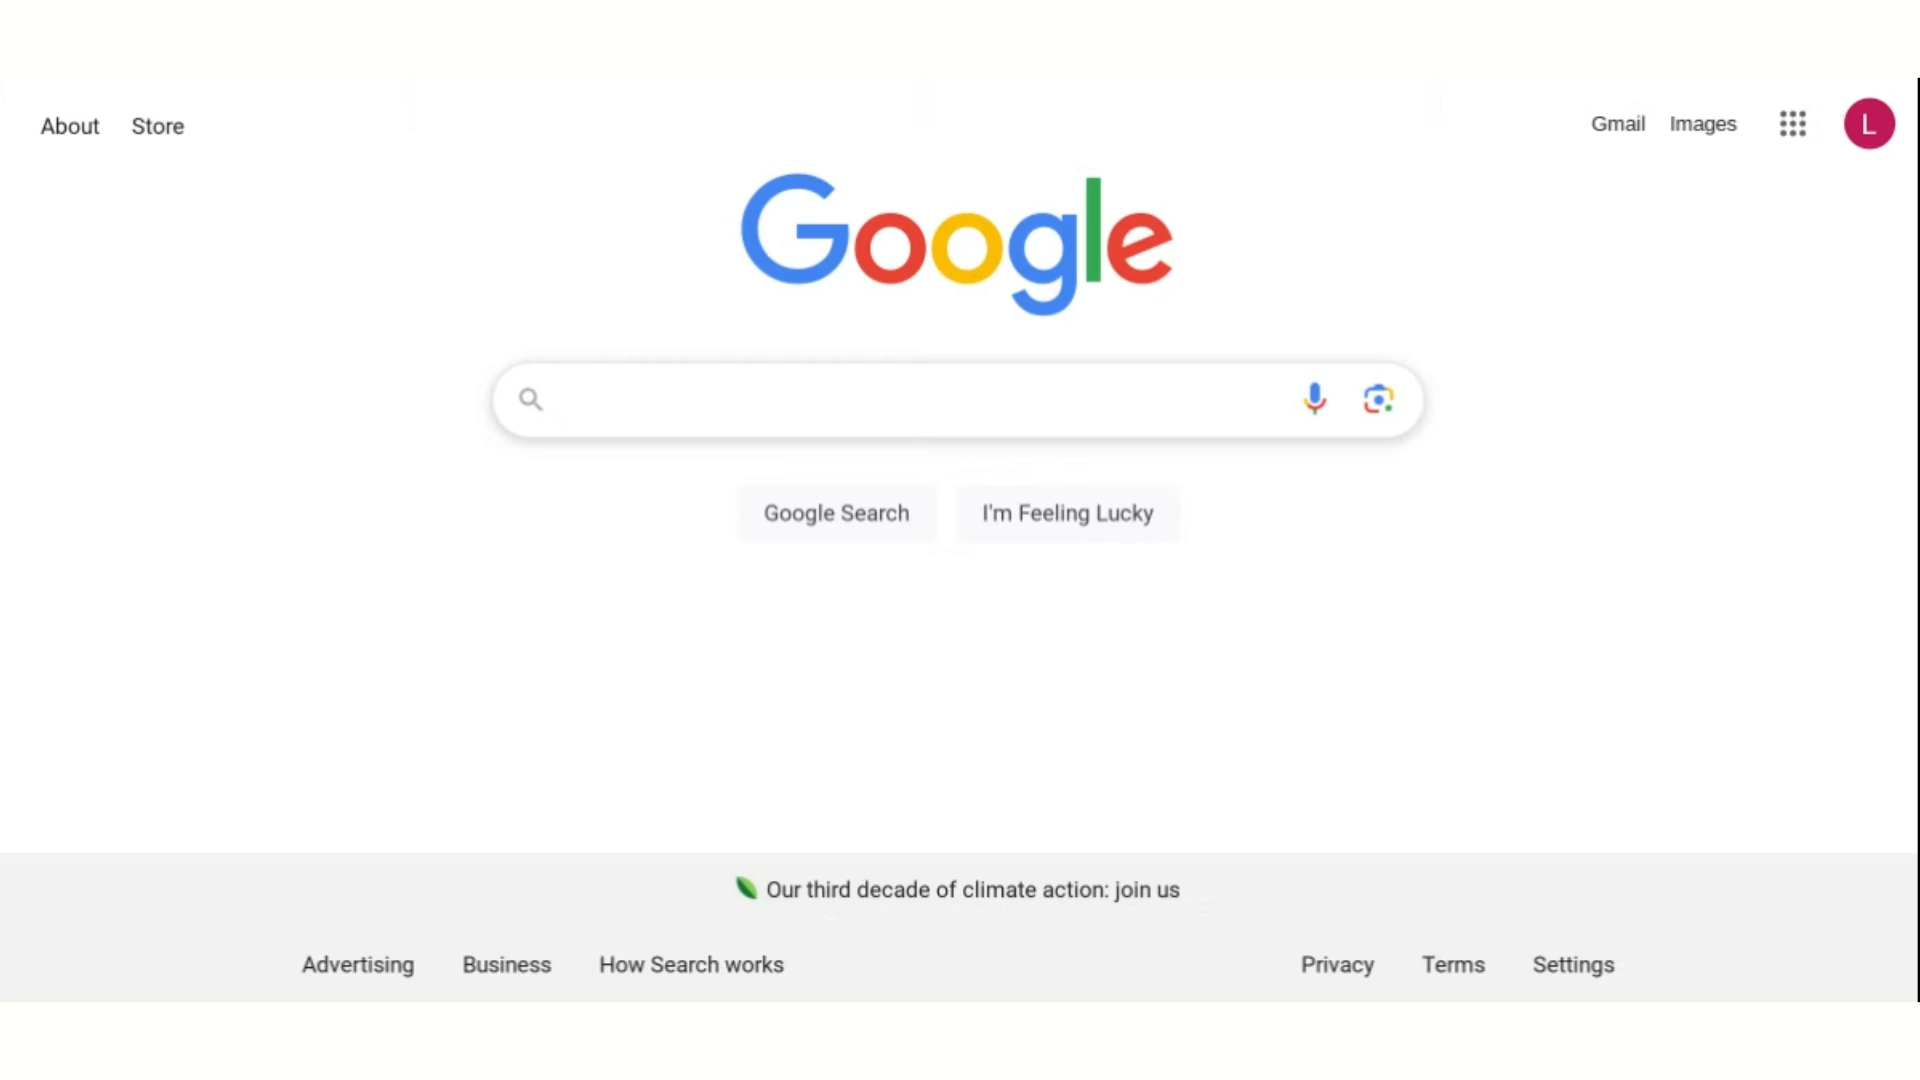 About Store
Gmail Images
L
Google
Google Search I'm Feeling Lucky
Our third decade of climate action: join us
Advertising Business How Search works
Privacy Terms Settings